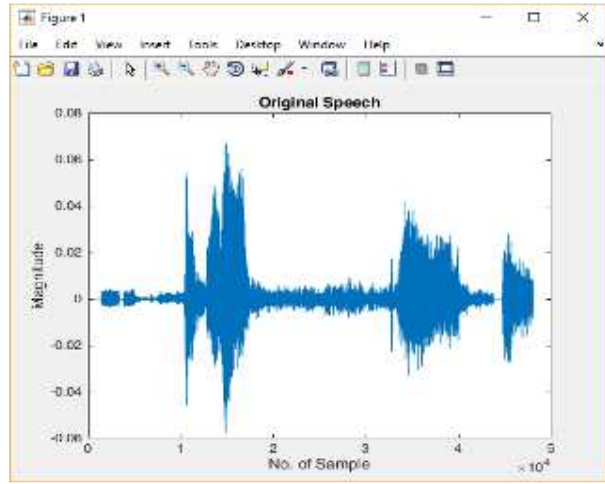 Figure 1
File Edit View Insert Tools Desktop Window Help
Original Speech
0.08
0.06
0.04
0.02
0
-0.02
-0.04
-0.06
Magnitude
0 1 2 3 4 5
No. of Sample
× 10⁴